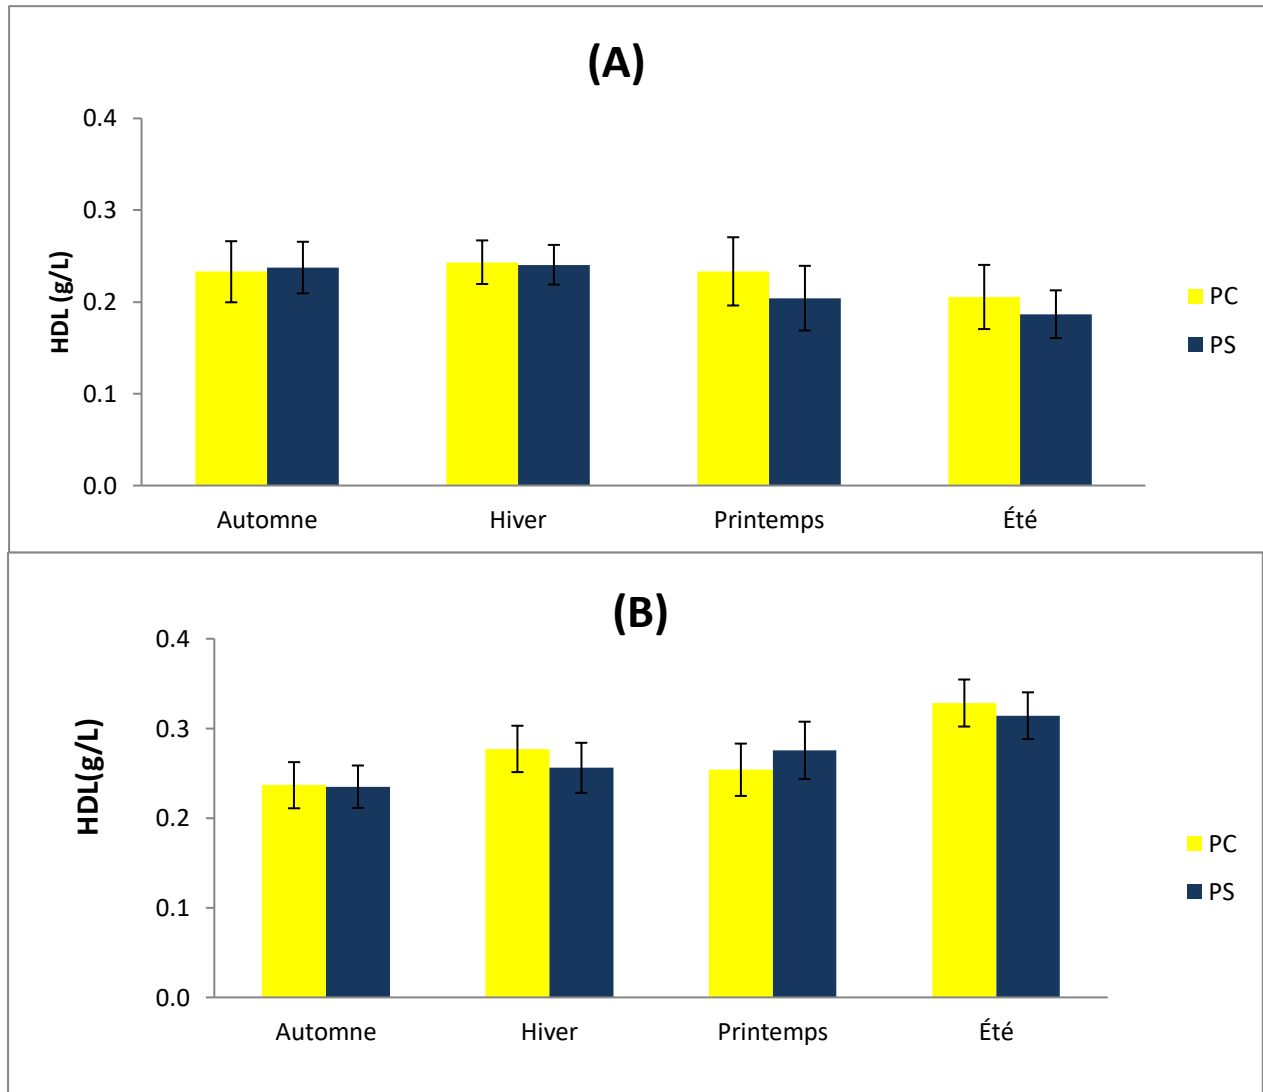 (A)
0.4
0.3
0.2
0.1
0.0
HDL (g/L)
Automne Hiver Printemps Été
PC
PS
(B)
0.4
0.3
0.2
0.1
0.0
HDL(g/L)
Automne Hiver Printemps Été
PC
PS